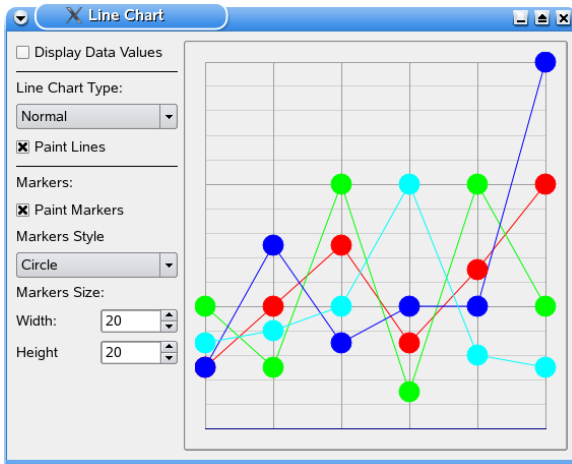 Line Chart
Display Data Values
Line Chart Type:
Normal
Paint Lines
Markers:
Paint Markers
Markers Style
Circle
Markers Size:
Width: 20
Height 20